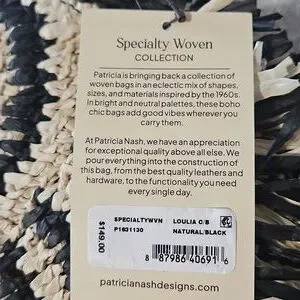 Specialty Woven
COLLECTION
Patricia is bringing back a collection of
woven bags in an eclectic mix of shapes,
sizes, and materials inspired by the 1960s.
In bright and neutral palettes, these boho
chic bags add good vibes wherever you
carry them.
At Patricia Nash, we have an appreciation
for exceptional quality above all else. We
pour everything into the construction of
this bag, from the best quality leathers and
hardware, to the functionality you need
every single day.
SPECIALTYWVN LOULIA C/B
P1631130 NATURAL/BLACK
$149.00
8 87986 40691 6
patricianashdesigns.com